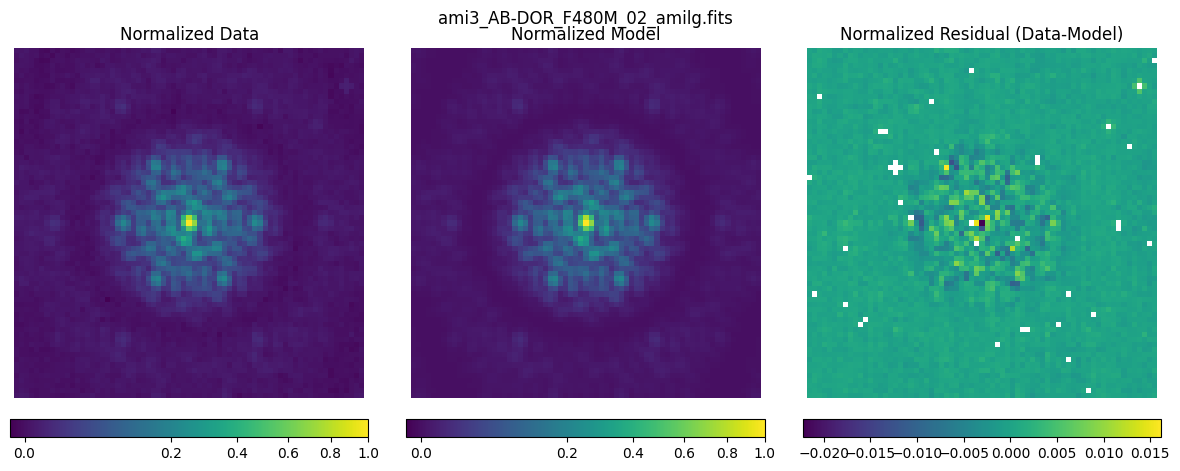 ami3_AB-DOR_F480M_02_amilg.fits
Normalized Data
Normalized Model
Normalized Residual (Data-Model)
0.0 0.2 0.4 0.6 0.8 1.0
0.0 0.2 0.4 0.6 0.8 1.0
−0.020 −0.015 −0.010 −0.005 0.000 0.005 0.010 0.015